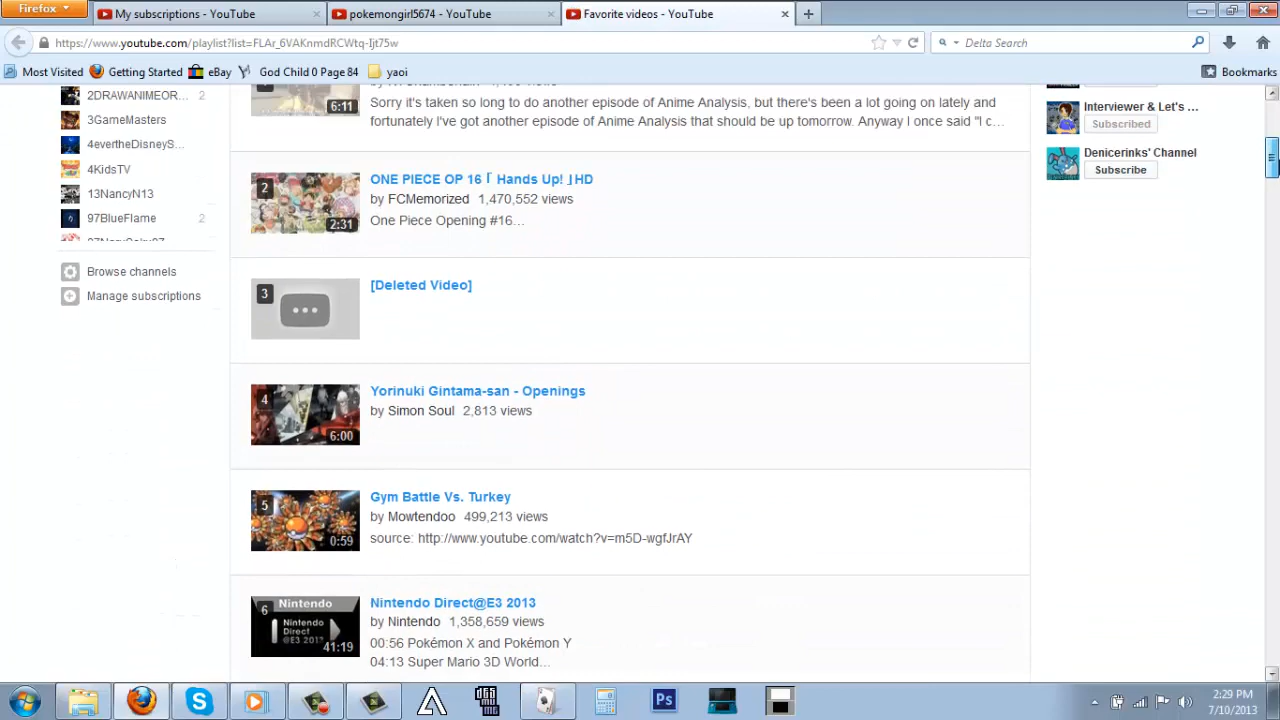 Firefox
My subscriptions - YouTube
pokemongirl5674 - YouTube
Favorite videos - YouTube
https://www.youtube.com/playlist?list=FLAr_6VAKnmdRCWtq-Ijt75w
Delta Search
Most Visited
Getting Started
eBay
God Child 0 Page 84
yaoi
Bookmarks
2DRAWANIMEOR... 2
3GameMasters
4evertheDisneyS...
4KidsTV
13NancyN13
97BlueFlame 2
Browse channels
Manage subscriptions
6:11
Sorry it's taken so long to do another episode of Anime Analysis, but there's been a lot going on lately and
fortunately I've got another episode of Anime Analysis that should be up tomorrow. Anyway I once said "I c...
2
2:31
ONE PIECE OP 16「 Hands Up! 」HD
by FCMemorized 1,470,552 views
One Piece Opening #16...
3
[Deleted Video]
4
6:00
Yorinuki Gintama-san - Openings
by Simon Soul 2,813 views
5
0:59
Gym Battle Vs. Turkey
by Mowtendoo 499,213 views
source: http://www.youtube.com/watch?v=m5D-wgfJrAY
6
Nintendo
Nintendo
Direct
@E3 2013
41:19
Nintendo Direct@E3 2013
by Nintendo 1,358,659 views
00:56 Pokémon X and Pokémon Y
04:13 Super Mario 3D World...
Interviewer & Let's ...
Subscribed
Denicerinks' Channel
Subscribe
Ps
2:29 PM
7/10/2013